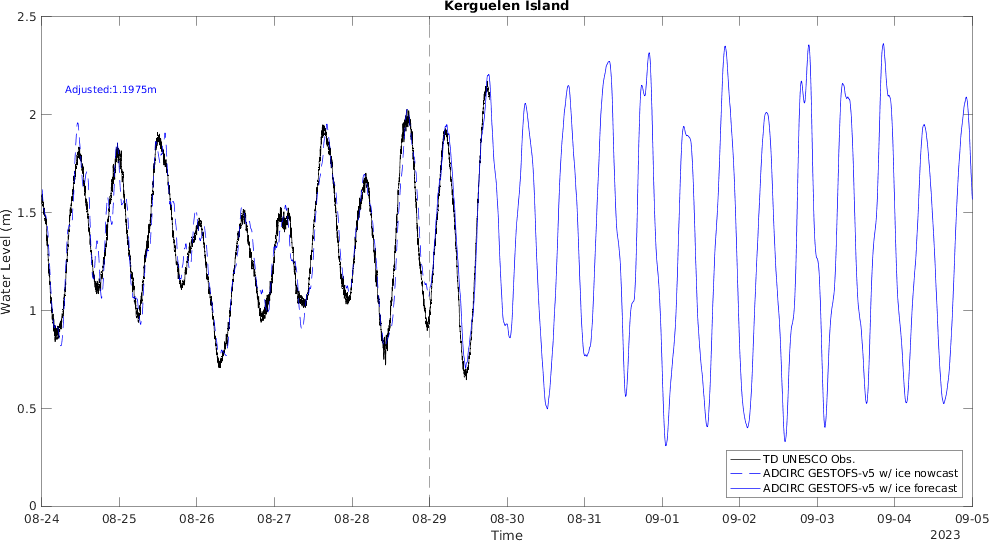 Kerguelen Island
2.5
2
1.5
1
0.5
0
Water Level (m)
Adjusted:1.1975m
TD UNESCO Obs.
ADCIRC GESTOFS-v5 w/ ice nowcast
ADCIRC GESTOFS-v5 w/ ice forecast
08-24 08-25 08-26 08-27 08-28 08-29 08-30 08-31 09-01 09-02 09-03 09-04 09-05
Time
2023